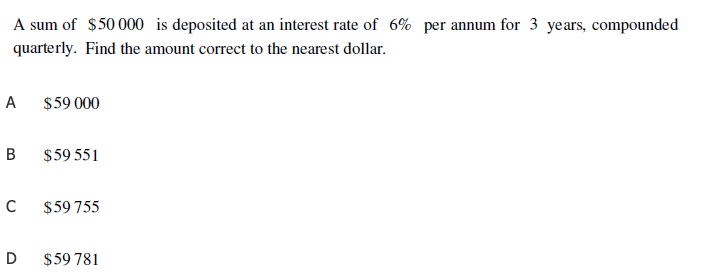 A sum of $50 000 is deposited at an interest rate of 6% per annum for 3 years, compounded
quarterly. Find the amount correct to the nearest dollar.
A $59 000
B $59 551
C $59 755
D $59 781